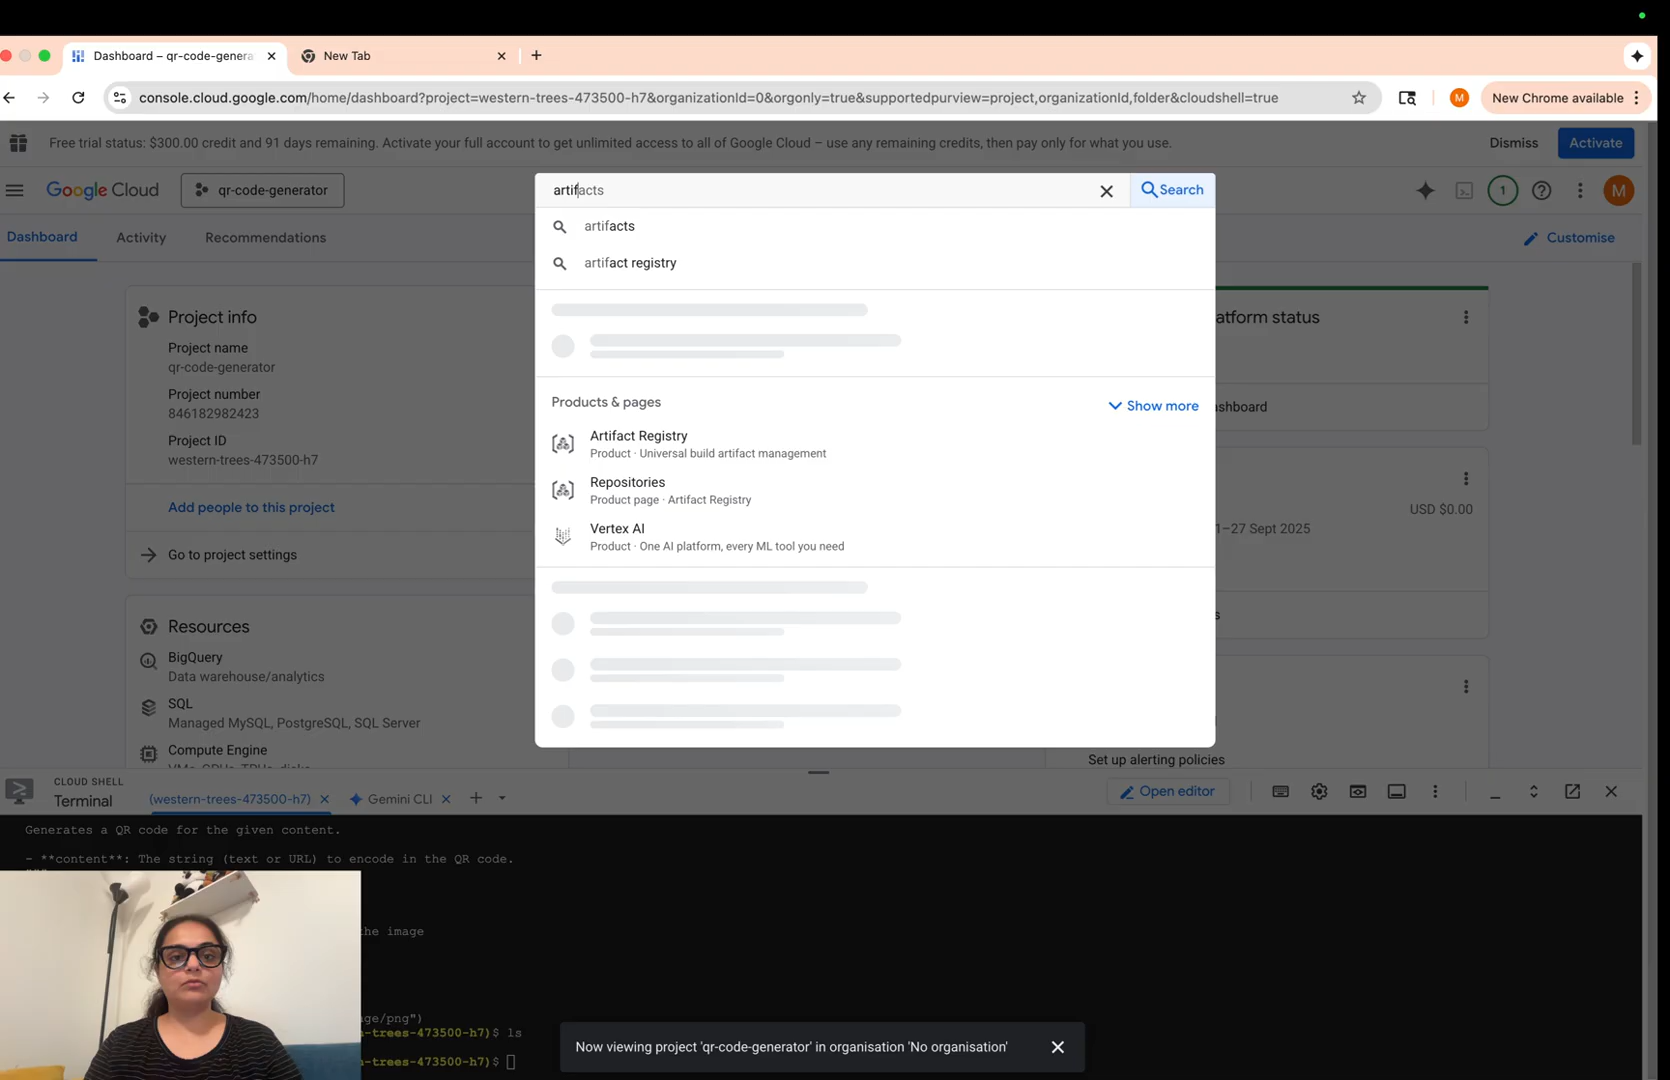 Dashboard – qr-code-genera
New Tab
console.cloud.google.com/home/dashboard?project=western-trees-473500-h7&organizationId=0&orgonly=true&supportedpurview=project,organizationId,folder&cloudshell=true
M
New Chrome available
Free trial status: $300.00 credit and 91 days remaining. Activate your full account to get unlimited access to all of Google Cloud – use any remaining credits, then pay only for what you use.
Dismiss
Activate
Google Cloud
qr-code-generator
artifacts
Search
1
M
Dashboard
Activity
Recommendations
Customise
artifacts
artifact registry
Project info
Project name
qr-code-generator
Project number
846182982423
Project ID
western-trees-473500-h7
Add people to this project
Go to project settings
Products & pages
Show more
Artifact Registry
Product · Universal build artifact management
Repositories
Product page · Artifact Registry
Vertex AI
Product · One AI platform, every ML tool you need
atform status
shboard
USD $0.00
1–27 Sept 2025
s
Resources
BigQuery
Data warehouse/analytics
SQL
Managed MySQL, PostgreSQL, SQL Server
Compute Engine
VMs, GPUs, TPUs, disks
Set up alerting policies
CLOUD SHELL
Terminal
(western-trees-473500-h7)
Gemini CLI
Open editor
Generates a QR code for the given content.
- **content**: The string (text or URL) to encode in the QR code.
"""
the image
ge/png")
-trees-473500-h7)$ ls
-trees-473500-h7)$
Now viewing project 'qr-code-generator' in organisation 'No organisation'